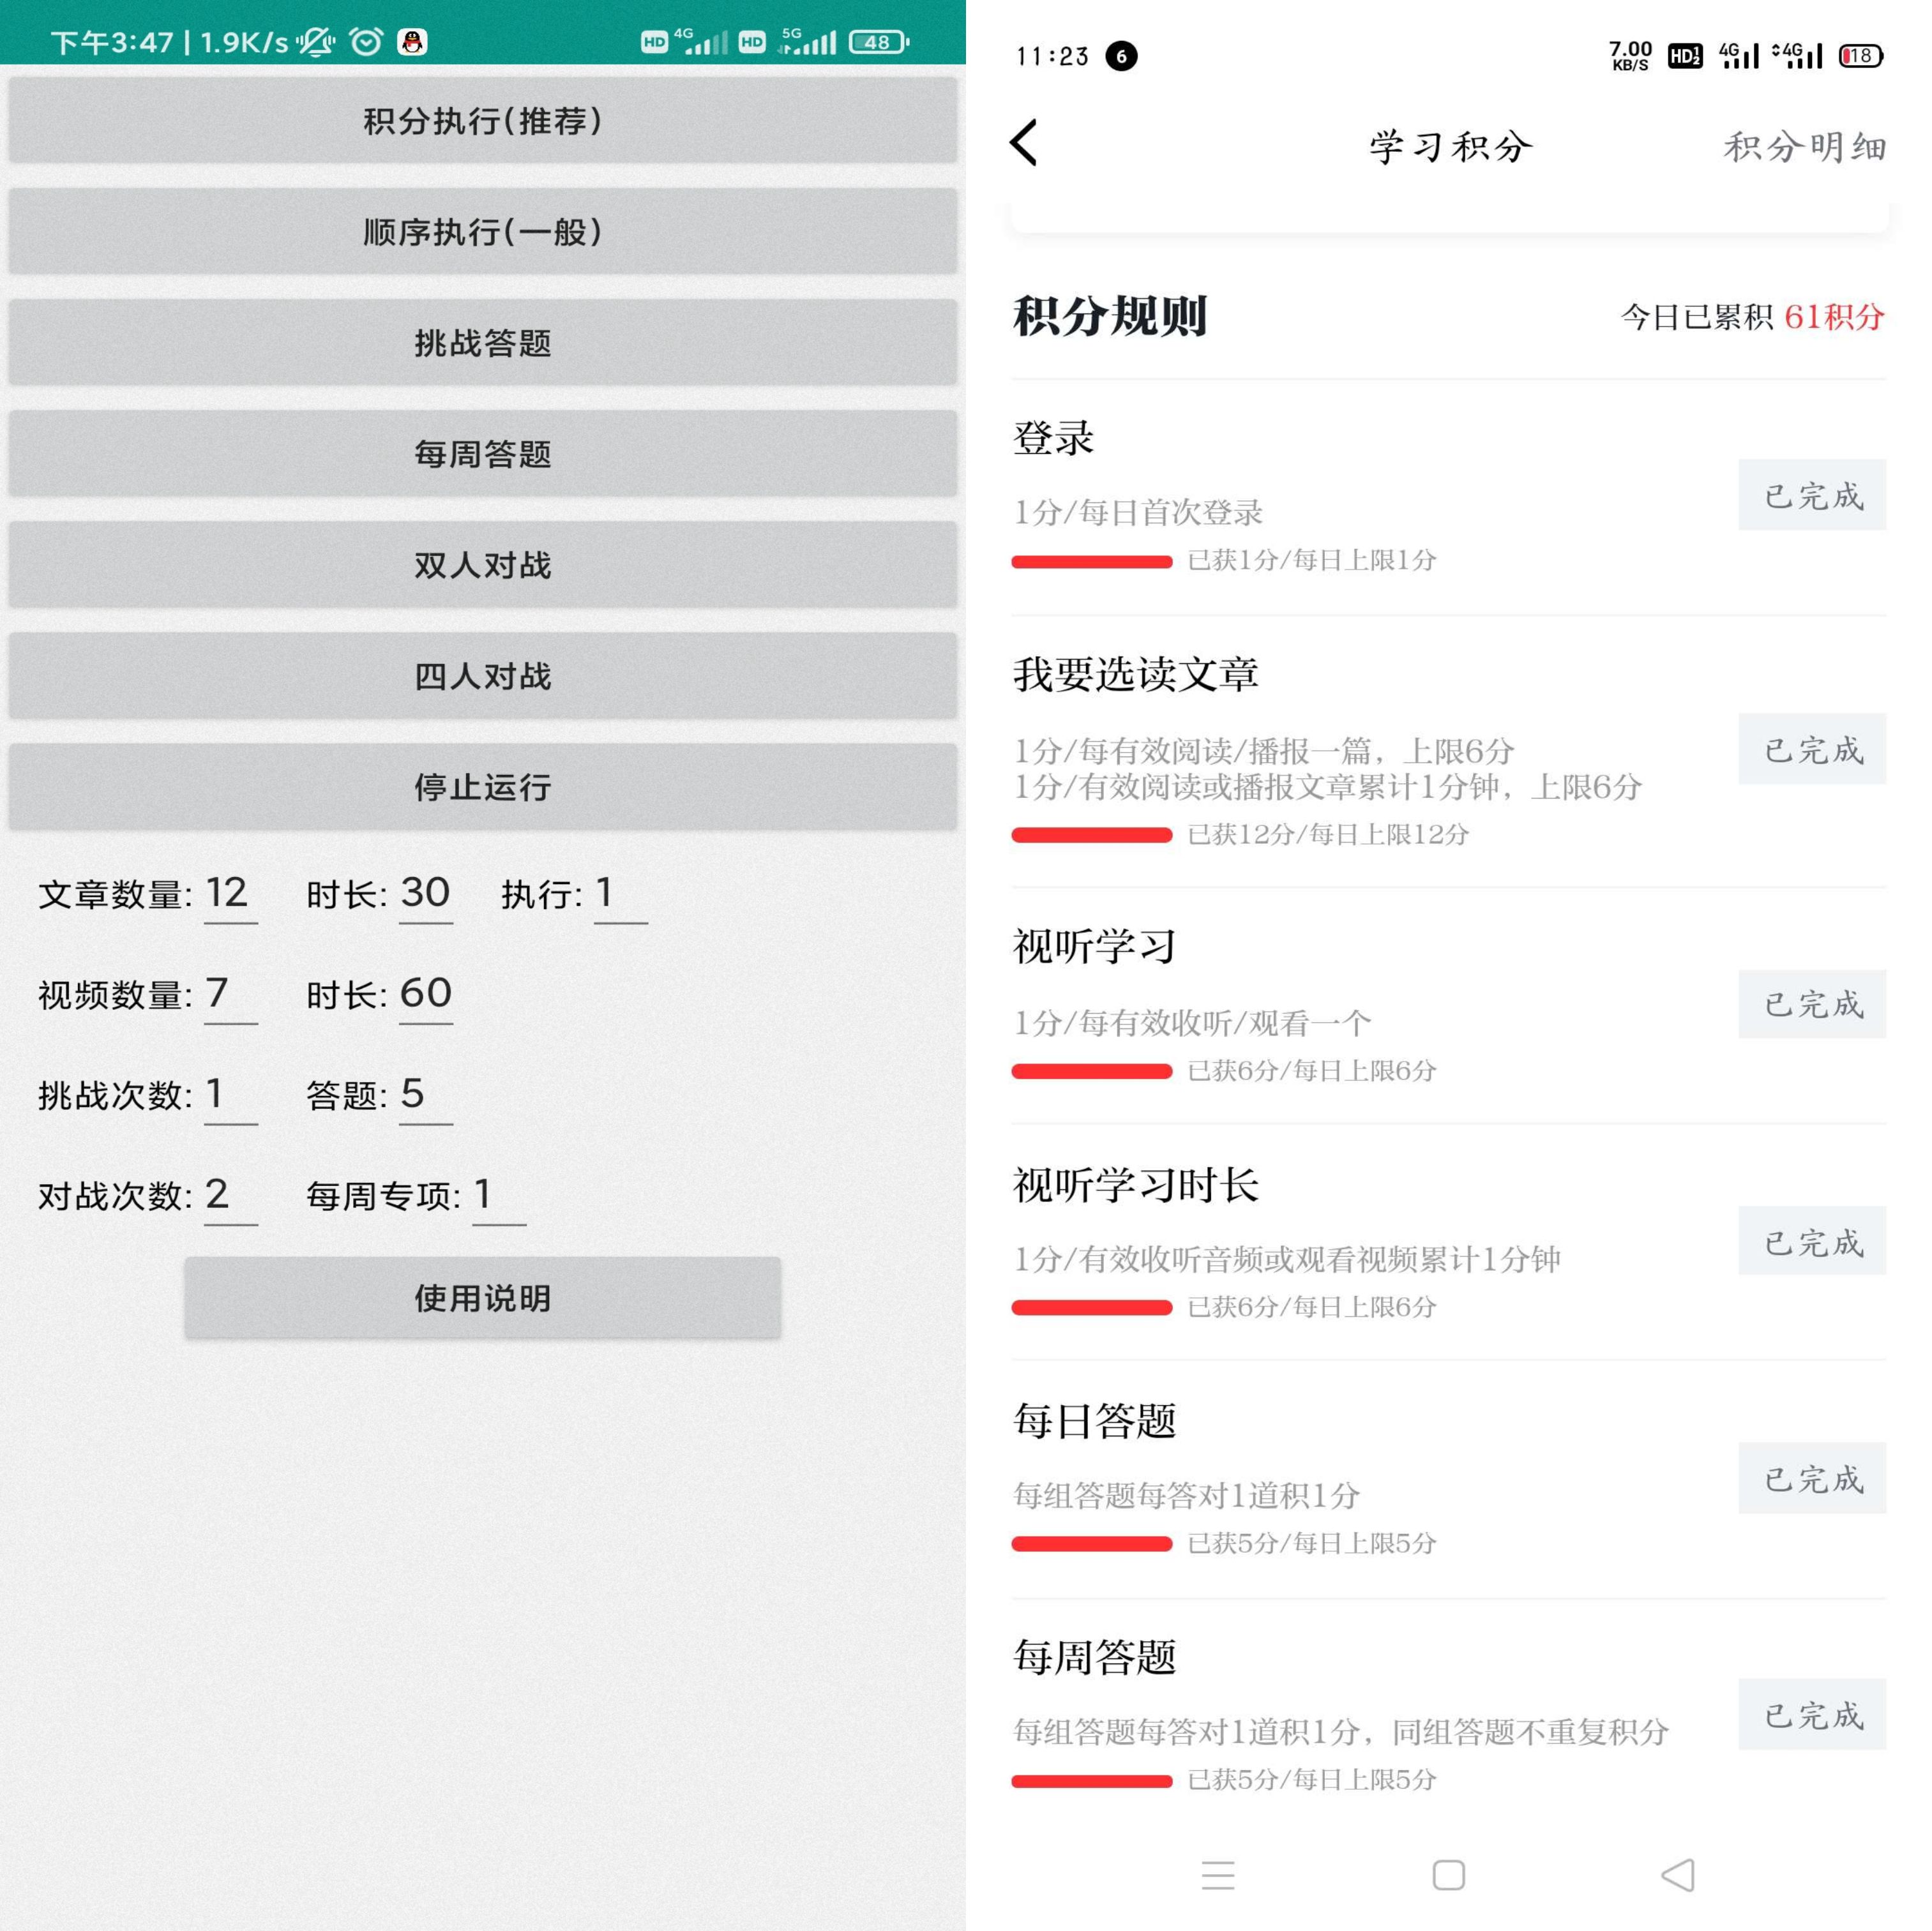 下午3:47 | 1.9K/s
HD 4G HD 5G 48
积分执行(推荐)
顺序执行(一般)
挑战答题
每周答题
双人对战
四人对战
停止运行
文章数量: 12 时长: 30 执行: 1
视频数量: 7 时长: 60
挑战次数: 1 答题: 5
对战次数: 2 每周专项: 1
使用说明
11:23 6
7.00 KB/S HD 1 2 4G 4G 18
学习积分 积分明细
积分规则 今日已累积 61积分
登录
1分/每日首次登录
已完成
已获1分/每日上限1分
我要选读文章
1分/每有效阅读/播报一篇，上限6分
已完成
1分/有效阅读或播报文章累计1分钟，上限6分
已获12分/每日上限12分
视听学习
1分/每有效收听/观看一个
已完成
已获6分/每日上限6分
视听学习时长
1分/有效收听音频或观看视频累计1分钟
已完成
已获6分/每日上限6分
每日答题
每组答题每答对1道积1分
已完成
已获5分/每日上限5分
每周答题
每组答题每答对1道积1分，同组答题不重复积分
已完成
已获5分/每日上限5分